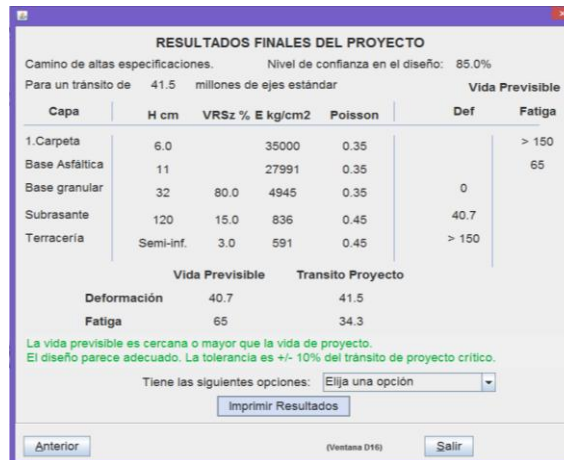 RESULTADOS FINALES DEL PROYECTO
Camino de altas especificaciones. Nivel de confianza en el diseño: 85.0%
Para un tránsito de 41.5 millones de ejes estándar Vida Previsible
Capa H cm VRSz % E kg/cm2 Poisson Def Fatiga
1.Carpeta 6.0 35000 0.35 > 150
Base Asfáltica 11 27991 0.35 65
Base granular 32 80.0 4945 0.35 0
Subrasante 120 15.0 836 0.45 40.7
Terracería Semi-inf. 3.0 591 0.45 > 150
Vida Previsible Transito Proyecto
Deformación 40.7 41.5
Fatiga 65 34.3
La vida previsible es cercana o mayor que la vida de proyecto.
El diseño parece adecuado. La tolerancia es +/- 10% del tránsito de proyecto crítico.
Tiene las siguientes opciones: Elija una opción
Imprimir Resultados
Anterior (Ventana D16) Salir